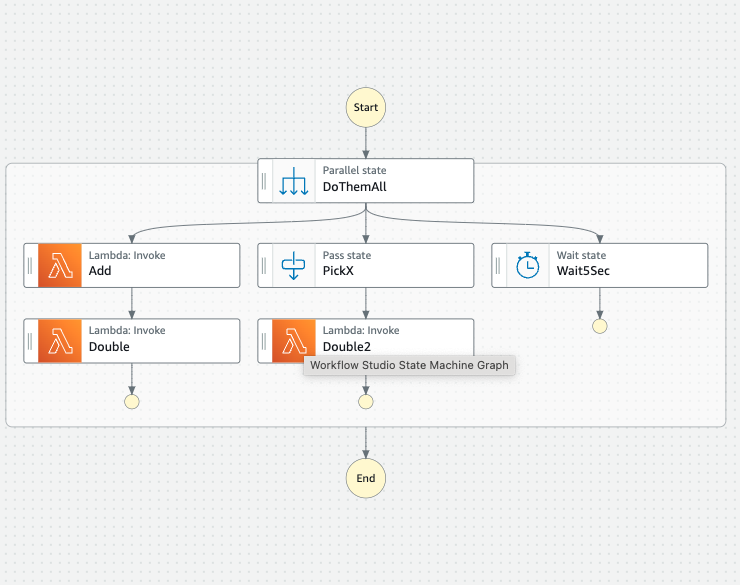 Start
Parallel state
DoThemAll
Lambda: Invoke
Add
Pass state
PickX
Wait state
Wait5Sec
Lambda: Invoke
Double
Lambda: Invoke
Double2
Workflow Studio State Machine Graph
End